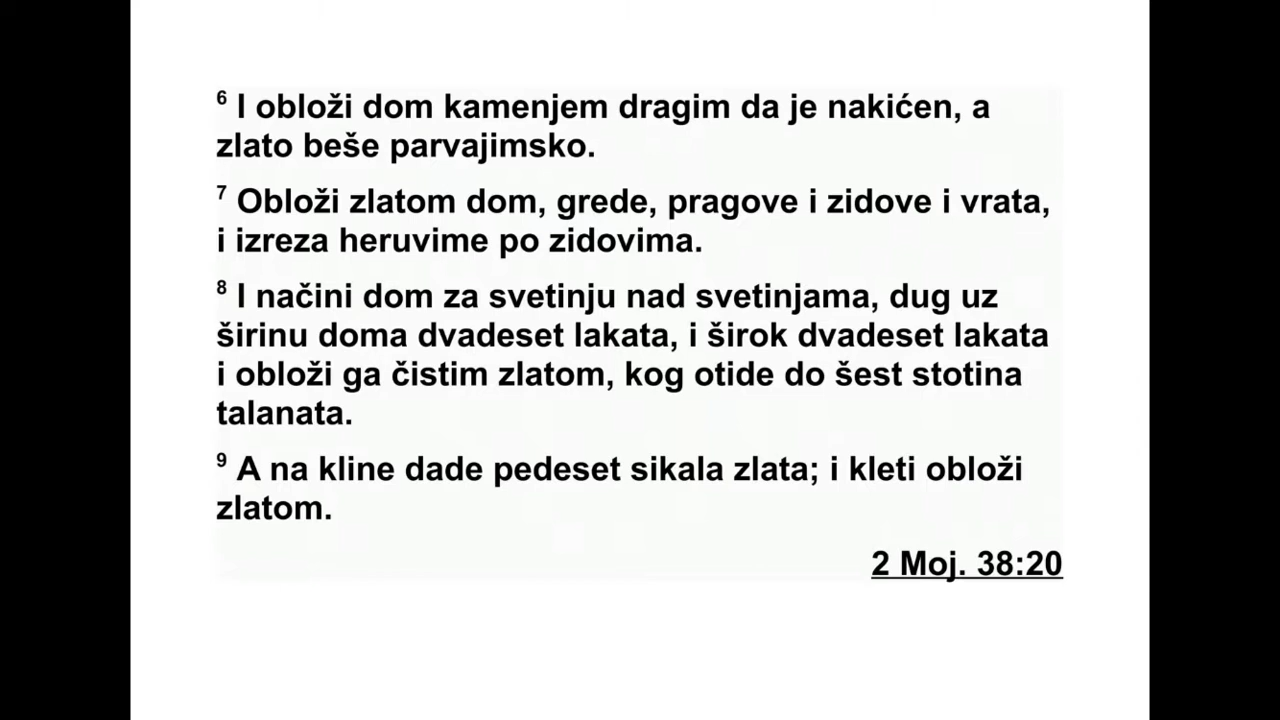 6 I obloži dom kamenjem dragim da je nakićen, a
zlato beše parvajimsko.
7 Obloži zlatom dom, grede, pragove i zidove i vrata,
i izreza heruvime po zidovima.
8 I načini dom za svetinju nad svetinjama, dug uz
širinu doma dvadeset lakata, i širok dvadeset lakata
i obloži ga čistim zlatom, kog otide do šest stotina
talanata.
9 A na kline dade pedeset sikala zlata; i kleti obloži
zlatom.
2 Moj. 38:20